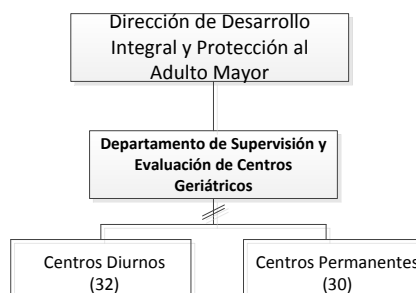 Dirección de Desarrollo
Integral y Protección al
Adulto Mayor
Departamento de Supervisión y
Evaluación de Centros
Geriátricos
Centros Diurnos
(32)
Centros Permanentes
(30)